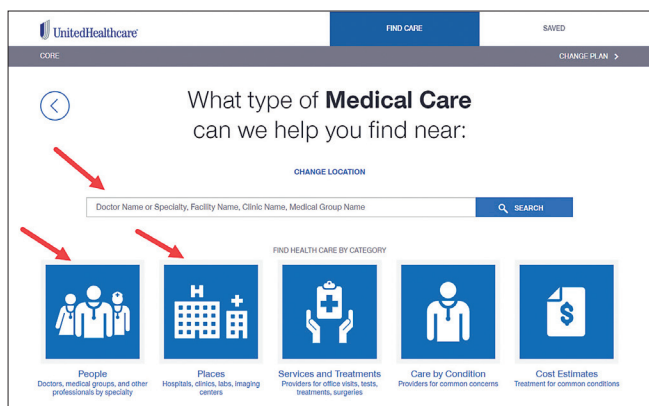 UnitedHealthcare
FIND CARE
SAVED
CORE
CHANGE PLAN >
What type of Medical Care
can we help you find near:
CHANGE LOCATION
Doctor Name or Specialty, Facility Name, Clinic Name, Medical Group Name
SEARCH
FIND HEALTH CARE BY CATEGORY
H
$
People
Doctors, medical groups, and other
professionals by specialty
Places
Hospitals, clinics, labs, imaging
centers
Services and Treatments
Providers for office visits, tests,
treatments, surgeries
Care by Condition
Providers for common concerns
Cost Estimates
Treatment for common conditions